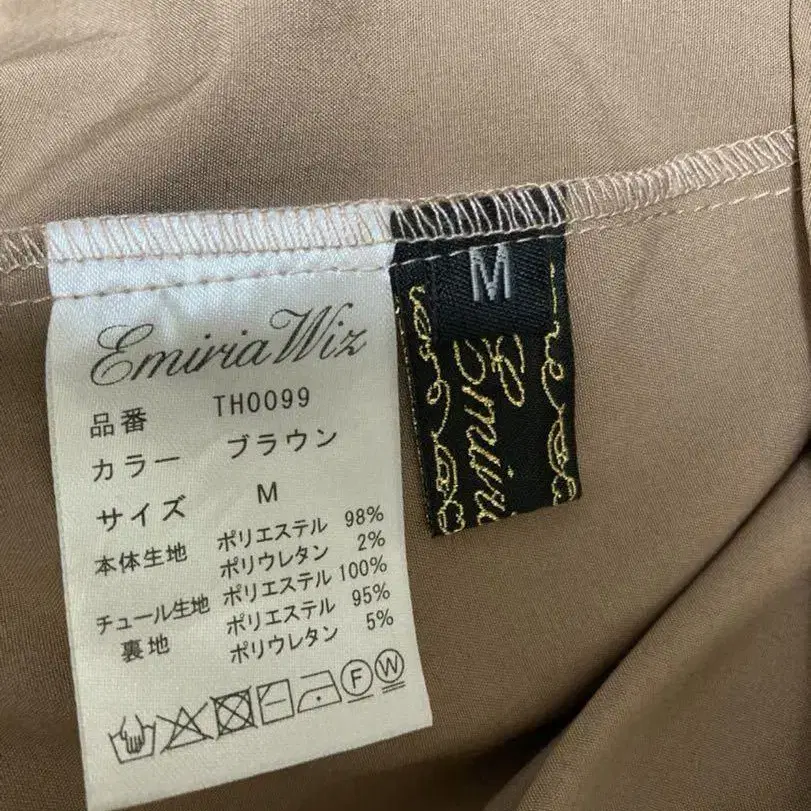 Emiria Wiz
品番 TH0099
カラー ブラウン
サイズ M
本体生地 ポリエステル 98%
ポリウレタン 2%
チュール生地 ポリエステル 100%
裏地 ポリエステル 95%
ポリウレタン 5%
F W
M
Emiri